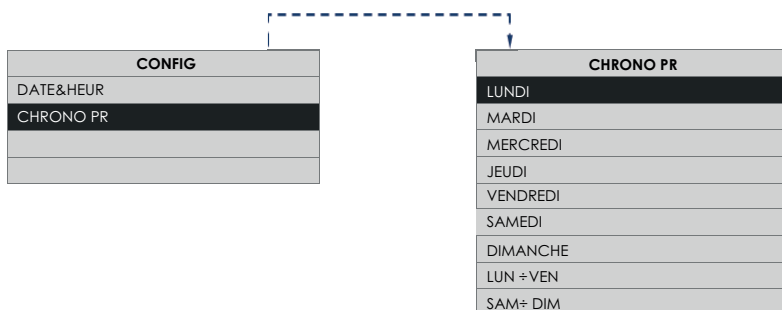 CONFIG
DATE&HEUR
CHRONO PR
CHRONO PR
LUNDI
MARDI
MERCREDI
JEUDI
VENDREDI
SAMEDI
DIMANCHE
LUN ÷VEN
SAM÷ DIM